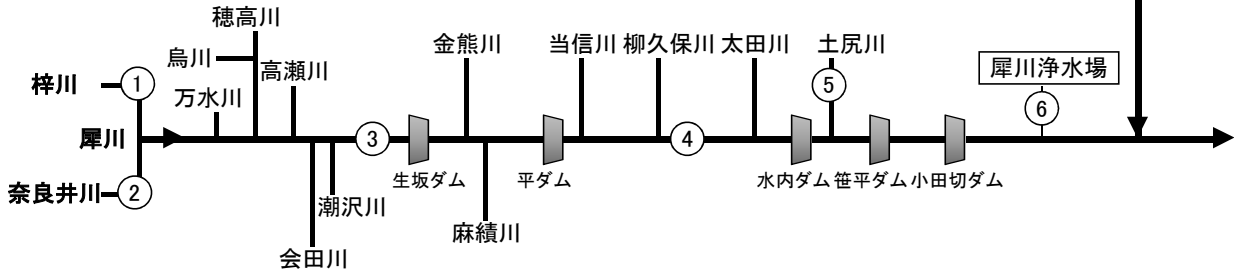 穂高川
烏川
高瀬川
金熊川
当信川
柳久保川
太田川
土尻川
犀川浄水場
梓川
1
万水川
5
6
犀川
3
4
生坂ダム
平ダム
水内ダム
笹平ダム
小田切ダム
奈良井川
2
潮沢川
麻績川
会田川